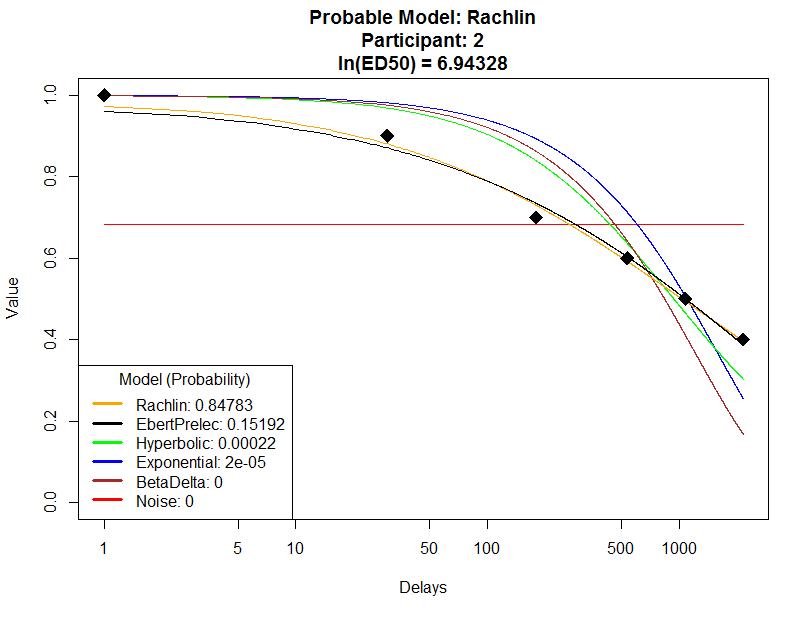 Probable Model: Rachlin
Participant: 2
ln(ED50) = 6.94328
1.0
0.8
0.6
0.4
0.2
0.0
Value
Model (Probability)
Rachlin: 0.84783
EbertPrelec: 0.15192
Hyperbolic: 0.00022
Exponential: 2e-05
BetaDelta: 0
Noise: 0
1 5 10 50 100 500 1000
Delays